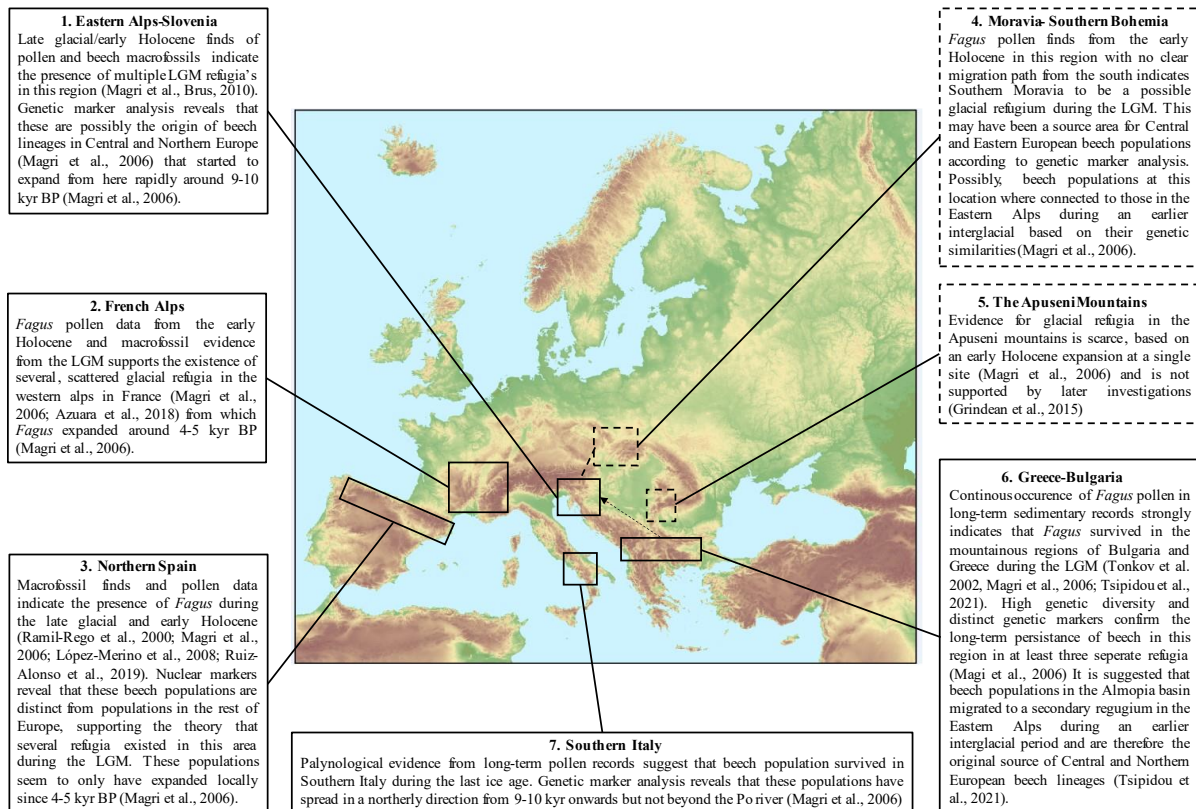 1. Eastern Alps-Slovenia
Late glacial/early Holocene finds of
pollen and beech macrofossils indicate
the presence of multiple LGM refugia's
in this region (Magri et al., Brus, 2010).
Genetic marker analysis reveals that
these are possibly the origin of beech
lineages in Central and Northern Europe
(Magri et al., 2006) that started to
expand from here rapidly around 9-10
kyr BP (Magri et al., 2006).
2. French Alps
Fagus pollen data from the early
Holocene and macrofossil evidence
from the LGM supports the existence of
several, scattered glacial refugia in the
western alps in France (Magri et al.,
2006; Azuara et al., 2018) from which
Fagus expanded around 4-5 kyr BP
(Magri et al., 2006).
3. Northern Spain
Macrofossil finds and pollen data
indicate the presence of Fagus during
the late glacial and early Holocene
(Ramil-Rego et al., 2000; Magri et al.,
2006; López-Merino et al., 2008; Ruiz-
Alonso et al., 2019). Nuclear markers
reveal that these beech populations are
distinct from populations in the rest of
Europe, supporting the theory that
several refugia existed in this area
during the LGM. These populations
seem to only have expanded locally
since 4-5 kyr BP (Magri et al., 2006).
4. Moravia- Southern Bohemia
Fagus pollen finds from the early
Holocene in this region with no clear
migration path from the south indicates
Southern Moravia to be a possible
glacial refugium during the LGM. This
may have been a source area for Central
and Eastern European beech populations
according to genetic marker analysis.
Possibly, beech populations at this
location where connected to those in the
Eastern Alps during an earlier
interglacial based on their genetic
similarities (Magri et al., 2006).
5. The Apuseni Mountains
Evidence for glacial refugia in the
Apuseni mountains is scarce, based on
an early Holocene expansion at a single
site (Magri et al., 2006) and is not
supported by later investigations
(Grindean et al., 2015)
6. Greece-Bulgaria
Continous occurence of Fagus pollen in
long-term sedimentary records strongly
indicates that Fagus survived in the
mountainous regions of Bulgaria and
Greece during the LGM (Tonkov et al.
2002, Magri et al., 2006; Tsipidou et al.,
2021). High genetic diversity and
distinct genetic markers confirm the
long-term persistance of beech in this
region in at least three seperate refugia
(Magi et al., 2006) It is suggested that
beech populations in the Almopia basin
migrated to a secondary regugium in the
Eastern Alps during an earlier
interglacial period and are therefore the
original source of Central and Northern
European beech lineages (Tsipidou et
al., 2021).
7. Southern Italy
Palynological evidence from long-term pollen records suggest that beech population survived in
Southern Italy during the last ice age. Genetic marker analysis reveals that these populations have
spread in a northerly direction from 9-10 kyr onwards but not beyond the Po river (Magri et al., 2006)